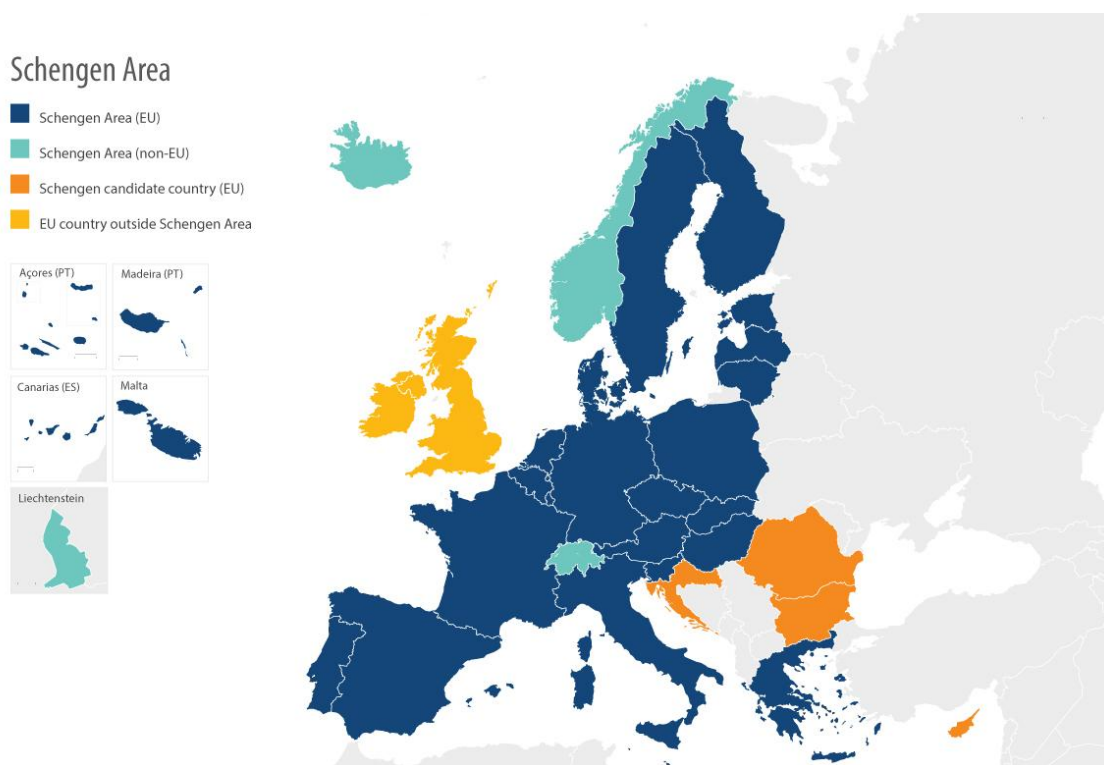 Schengen Area
Schengen Area (EU)
Schengen Area (non-EU)
Schengen candidate country (EU)
EU country outside Schengen Area
Açores (PT)
Madeira (PT)
Canarias (ES)
Malta
Liechtenstein